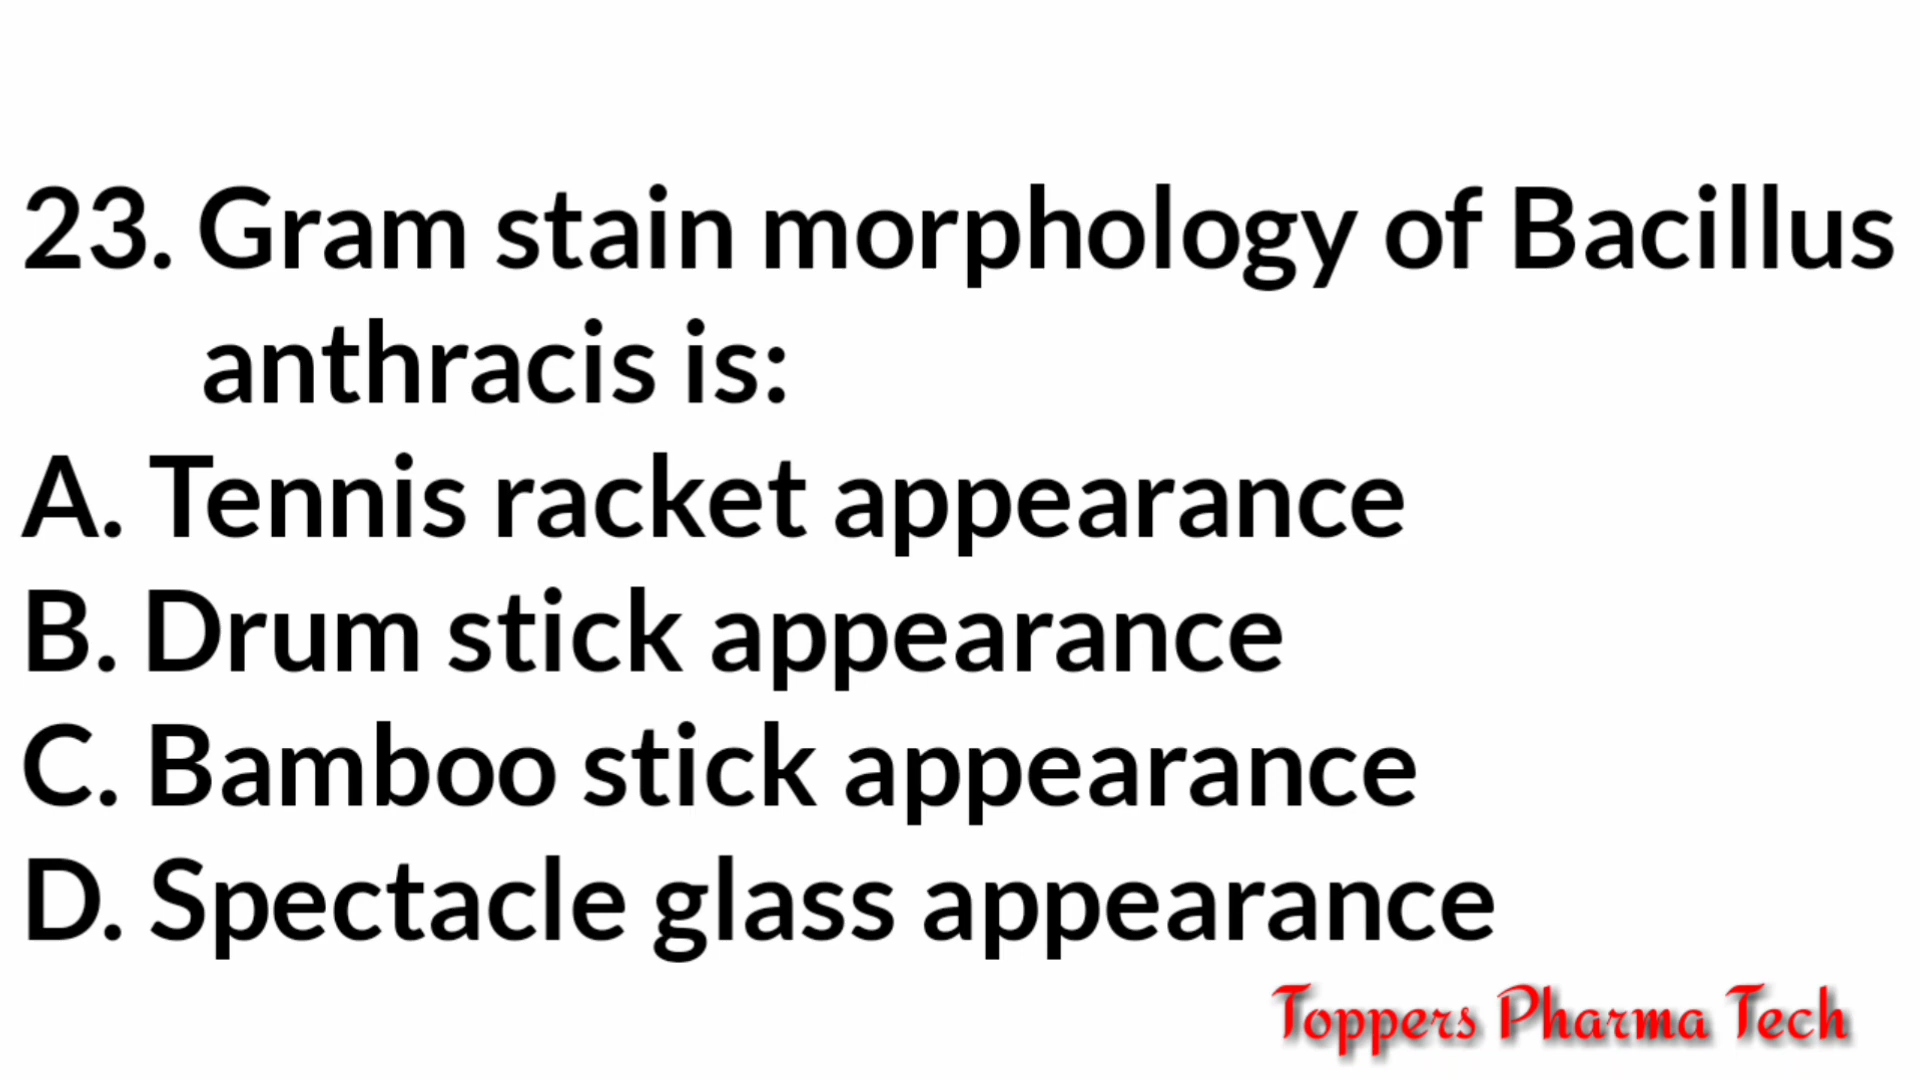 23. Gram stain morphology of Bacillus
anthracis is:
A. Tennis racket appearance
B. Drum stick appearance
C. Bamboo stick appearance
D. Spectacle glass appearance
Toppers Pharma Tech